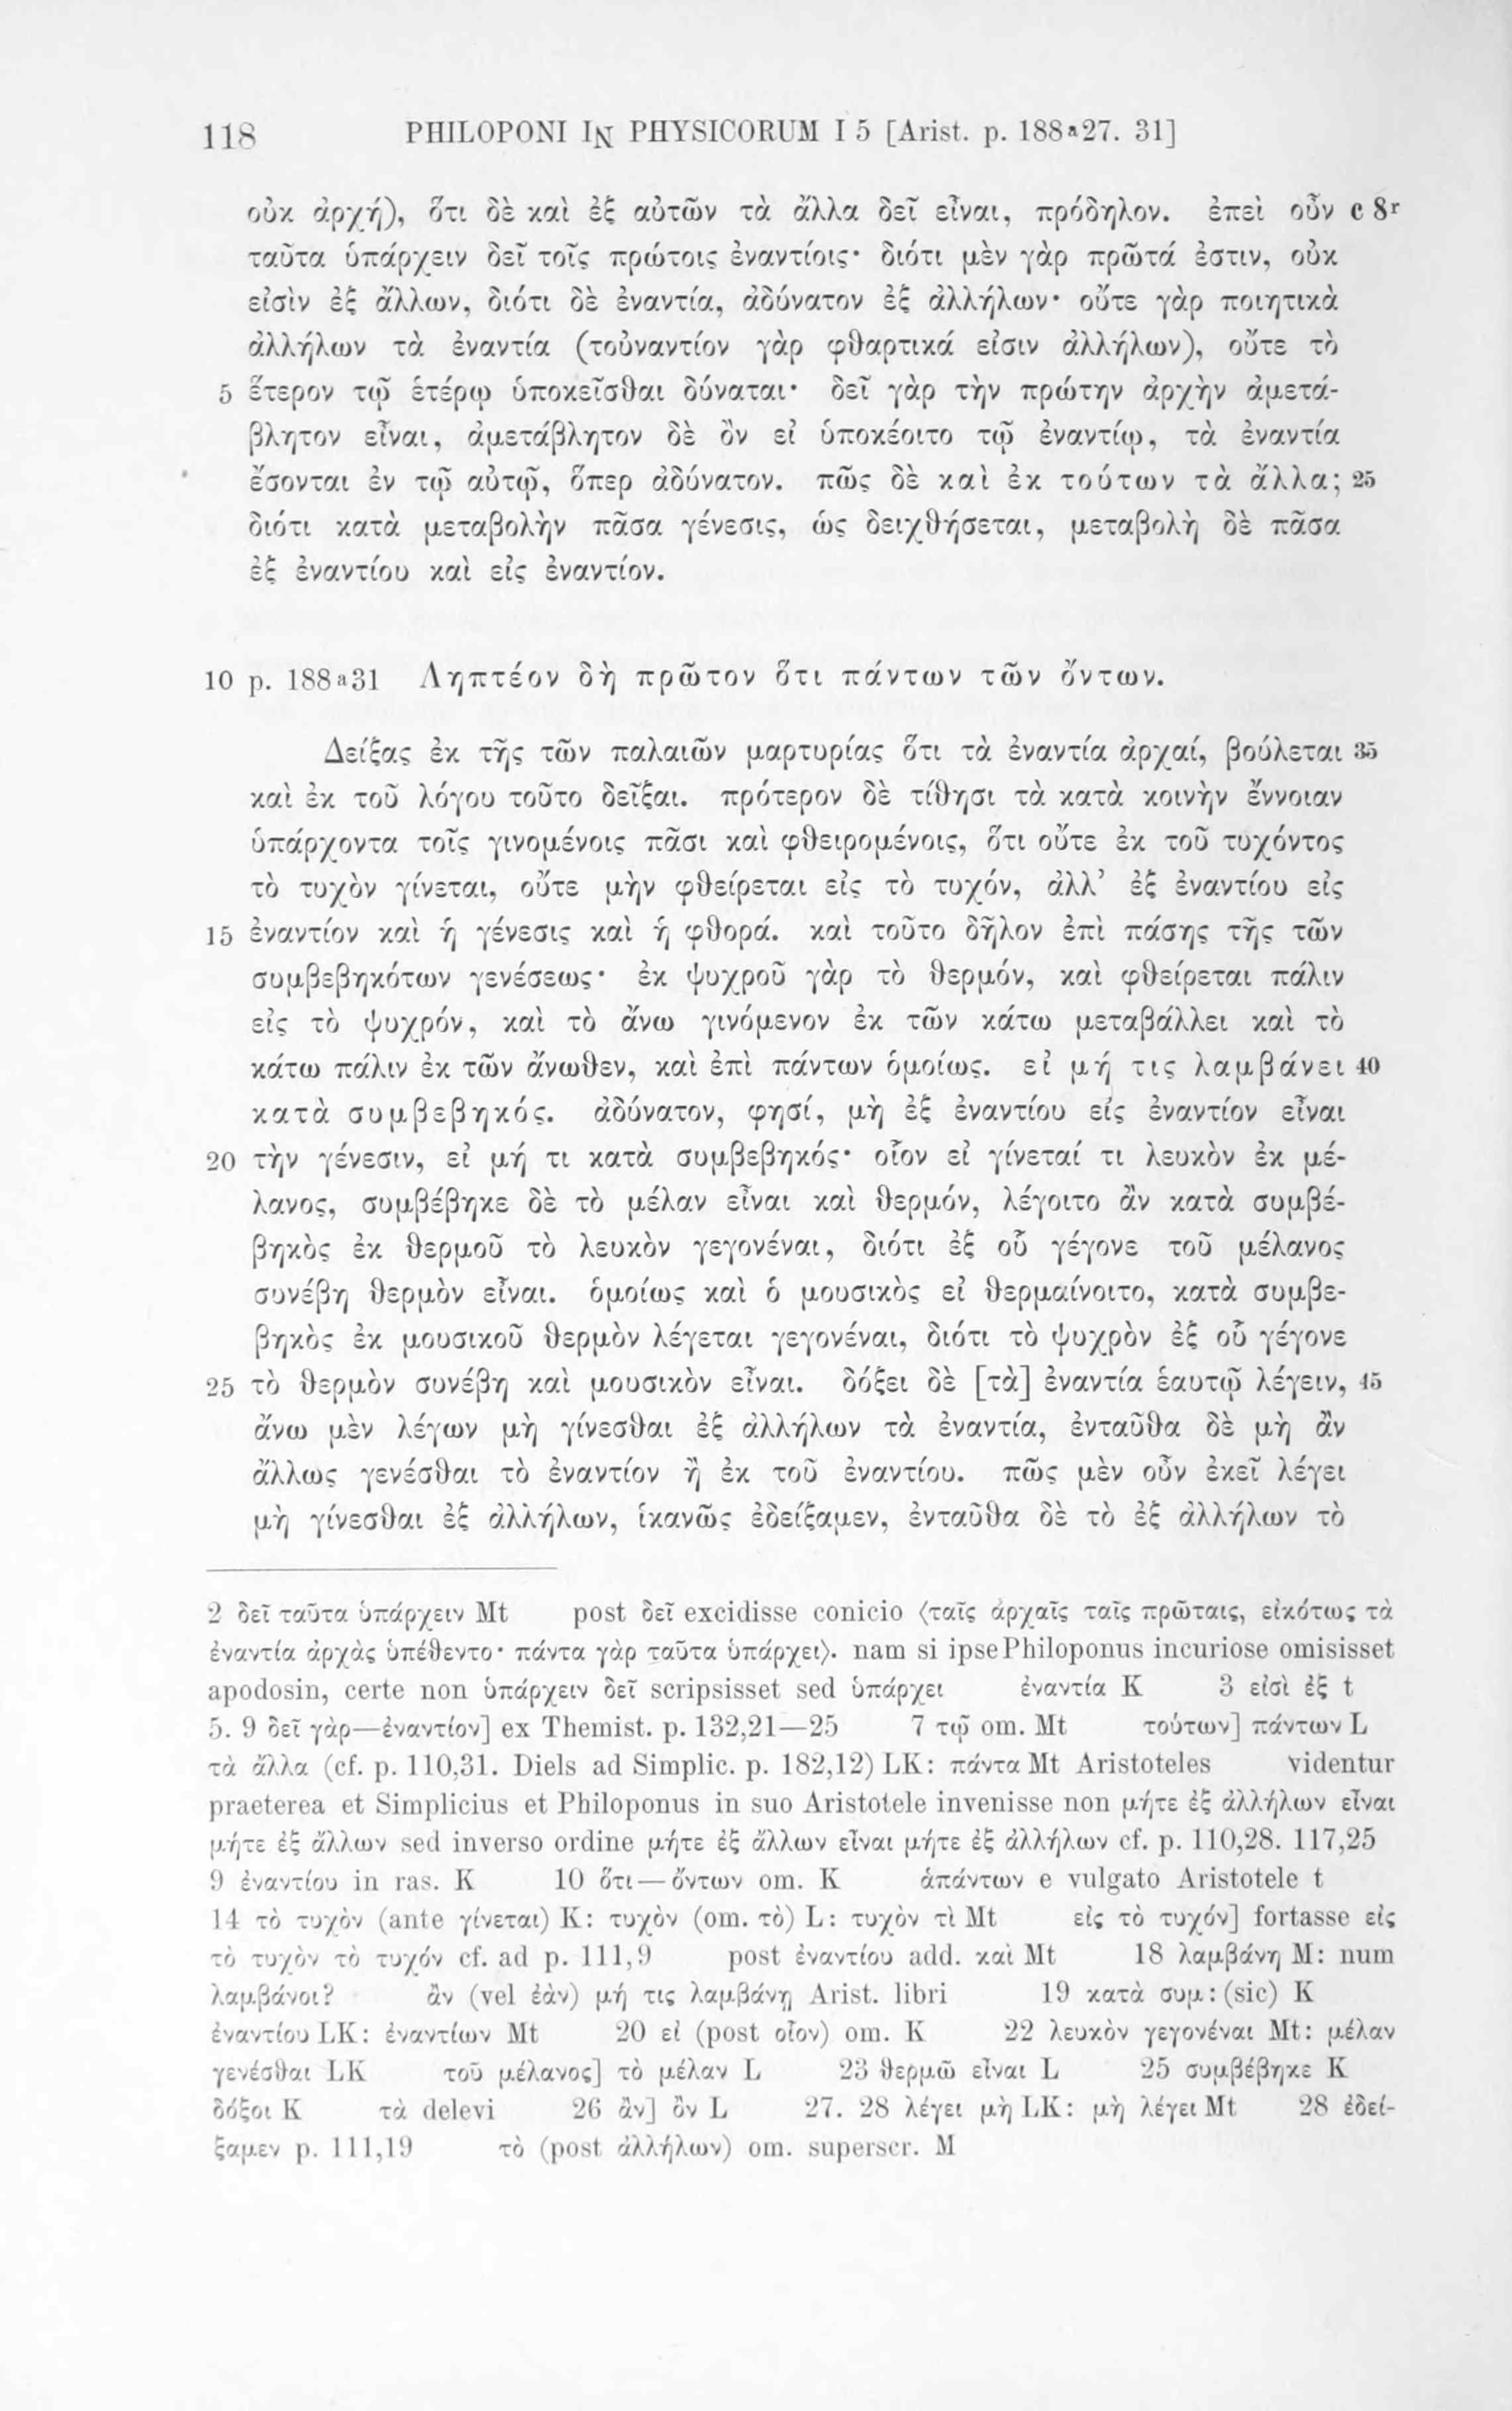 118 PHILOPONI IN PHYSICORUM I 5 [Arist. p. 188a27. 31]
οὐκ ἀρχή), ὅτι δὲ καὶ ἐξ αὐτῶν τὰ ἄλλα δεῖ εἶναι, πρόδηλον. ἐπεὶ οὖν c 8r
ταῦτα ὑπάρχειν δεῖ τοῖς πρώτοις ἐναντίοις· διότι μὲν γὰρ πρῶτά ἐστιν, οὐκ
εἰσὶν ἐξ ἄλλων, διότι δὲ ἐναντία, ἀδύνατον ἐξ ἀλλήλων· οὔτε γὰρ ποιητικὰ
ἀλλήλων τὰ ἐναντία (τοὐναντίον γὰρ φθαρτικά εἰσιν ἀλλήλων), οὔτε τὸ
5 ἕτερον τῷ ἑτέρῳ ὑποκεῖσθαι δύναται· δεῖ γὰρ τὴν πρώτην ἀρχὴν ἀμετά-
βλητον εἶναι, ἀμετάβλητον δὲ ὂν εἰ ὑποκέοιτο τῷ ἐναντίῳ, τὰ ἐναντία
ἔσονται ἐν τῷ αὐτῷ, ὅπερ ἀδύνατον. πῶς δὲ καὶ ἐκ τούτων τὰ ἄλλα; 25
διότι κατὰ μεταβολὴν πᾶσα γένεσις, ὡς δειχθήσεται, μεταβολὴ δὲ πᾶσα
ἐξ ἐναντίου καὶ εἰς ἐναντίον.
10 p. 188a31 Ληπτέον δὴ πρῶτον ὅτι πάντων τῶν ὄντων.
Δείξας ἐκ τῆς τῶν παλαιῶν μαρτυρίας ὅτι τὰ ἐναντία ἀρχαί, βούλεται 35
καὶ ἐκ τοῦ λόγου τοῦτο δεῖξαι. πρότερον δὲ τίθησι τὰ κατὰ κοινὴν ἔννοιαν
ὑπάρχοντα τοῖς γινομένοις πᾶσι καὶ φθειρομένοις, ὅτι οὔτε ἐκ τοῦ τυχόντος
τὸ τυχὸν γίνεται, οὔτε μὴν φθείρεται εἰς τὸ τυχόν, ἀλλ’ ἐξ ἐναντίου εἰς
15 ἐναντίον καὶ ἡ γένεσις καὶ ἡ φθορά. καὶ τοῦτο δῆλον ἐπὶ πάσης τῆς τῶν
συμβεβηκότων γενέσεως· ἐκ ψυχροῦ γὰρ τὸ θερμόν, καὶ φθείρεται πάλιν
εἰς τὸ ψυχρόν, καὶ τὸ ἄνω γινόμενον ἐκ τῶν κάτω μεταβάλλει καὶ τὸ
κάτω πάλιν ἐκ τῶν ἄνωθεν, καὶ ἐπὶ πάντων ὁμοίως. εἰ μή τις λαμβάνει 40
κατὰ συμβεβηκός. ἀδύνατον, φησί, μὴ ἐξ ἐναντίου εἰς ἐναντίον εἶναι
20 τὴν γένεσιν, εἰ μή τι κατὰ συμβεβηκός· οἷον εἰ γίνεταί τι λευκὸν ἐκ μέ-
λανος, συμβέβηκε δὲ τὸ μέλαν εἶναι καὶ θερμόν, λέγοιτο ἂν κατὰ συμβέ-
βηκὸς ἐκ θερμοῦ τὸ λευκὸν γεγονέναι, διότι ἐξ οὗ γέγονε τοῦ μέλανος
συνέβη θερμὸν εἶναι. ὁμοίως καὶ ὁ μουσικὸς εἰ θερμαίνοιτο, κατὰ συμβε-
βηκὸς ἐκ μουσικοῦ θερμὸν λέγεται γεγονέναι, διότι τὸ ψυχρὸν ἐξ οὗ γέγονε
25 τὸ θερμὸν συνέβη καὶ μουσικὸν εἶναι. δόξει δὲ [τὰ] ἐναντία ἑαυτῷ λέγειν, 45
ἄνω μὲν λέγων μὴ γίνεσθαι ἐξ ἀλλήλων τὰ ἐναντία, ἐνταῦθα δὲ μὴ ἂν
ἄλλως γενέσθαι τὸ ἐναντίον ἢ ἐκ τοῦ ἐναντίου. πῶς μὲν οὖν ἐκεῖ λέγει
μὴ γίνεσθαι ἐξ ἀλλήλων, ἱκανῶς ἐδείξαμεν, ἐνταῦθα δὲ τὸ ἐξ ἀλλήλων τὸ
2 δεῖ ταῦτα ὑπάρχειν Mt post δεῖ excidisse conicio ⟨ταῖς ἀρχαῖς ταῖς πρώταις, εἰκότως τὰ
ἐναντία ἀρχὰς ὑπέθεντο· πάντα γὰρ ταῦτα ὑπάρχει⟩. nam si ipse Philoponus incuriose omisisset
apodosin, certe non ὑπάρχειν δεῖ scripsisset sed ὑπάρχει ἐναντία K 3 εἰσὶ ἐξ t
5. 9 δεῖ γὰρ—ἐναντίον] ex Themist. p. 132,21—25 7 τῷ om. Mt τούτων] πάντων L
τὰ ἄλλα (cf. p. 110,31. Diels ad Simplic. p. 182,12) LK: πάντα Mt Aristoteles videntur
praeterea et Simplicius et Philoponus in suo Aristotele invenisse non μήτε ἐξ ἀλλήλων εἶναι
μήτε ἐξ ἄλλων sed inverso ordine μήτε ἐξ ἄλλων εἶναι μήτε ἐξ ἀλλήλων cf. p. 110,28. 117,25
9 ἐναντίου in ras. K 10 ὅτι—ὄντων om. K ἁπάντων e vulgato Aristotele t
14 τὸ τυχὸν (ante γίνεται) K: τυχὸν (om. τὸ) L: τυχὸν τὶ Mt εἰς τὸ τυχόν] fortasse εἰς
τὸ τυχὸν τὸ τυχόν cf. ad p. 111,9 post ἐναντίου add. καὶ Mt 18 λαμβάνῃ M: num
λαμβάνοι? ἂν (vel ἐὰν) μή τις λαμβάνῃ Arist. libri 19 κατὰ συμ: (sic) K
ἐναντίου LK: ἐναντίων Mt 20 εἰ (post οἷον) om. K 22 λευκὸν γεγονέναι Mt: μέλαν
γενέσθαι LK τοῦ μέλανος] τὸ μέλαν L 23 θερμῶ εἶναι L 25 συμβέβηκε K
δόξοι K τὰ delevi 26 ἂν] ὂν L 27. 28 λέγει μὴ LK: μὴ λέγει Mt 28 ἐδεί-
ξαμεν p. 111,19 τὸ (post ἀλλήλων) om. superscr. M